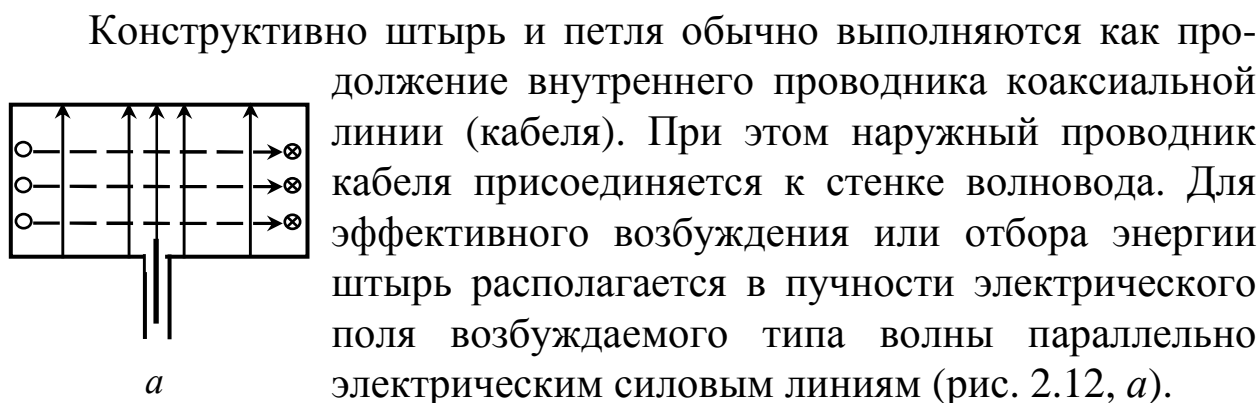 Конструктивно штырь и петля обычно выполняются как про-
должение внутреннего проводника коаксиальной
линии (кабеля). При этом наружный проводник
кабеля присоединяется к стенке волновода. Для
эффективного возбуждения или отбора энергии
штырь располагается в пучности электрического
поля возбуждаемого типа волны параллельно
электрическим силовым линиям (рис. 2.12, а).
а